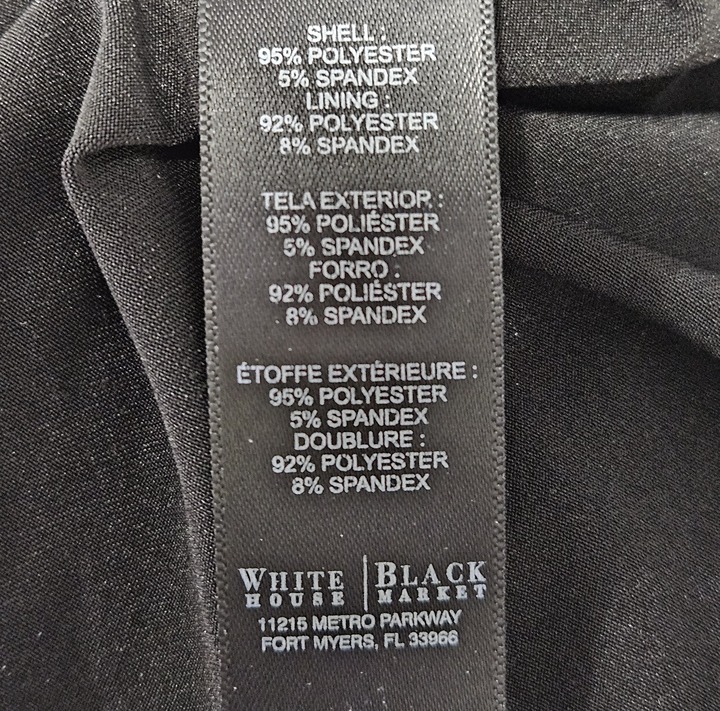 SHELL :
95% POLYESTER
5% SPANDEX
LINING :
92% POLYESTER
8% SPANDEX
TELA EXTERIOR :
95% POLIÉSTER
5% SPANDEX
FORRO :
92% POLIÉSTER
8% SPANDEX
ÉTOFFE EXTÉRIEURE :
95% POLYESTER
5% SPANDEX
DOUBLURE :
92% POLYESTER
8% SPANDEX
WHITE | BLACK
HOUSE | MARKET
11215 METRO PARKWAY
FORT MYERS, FL 33966